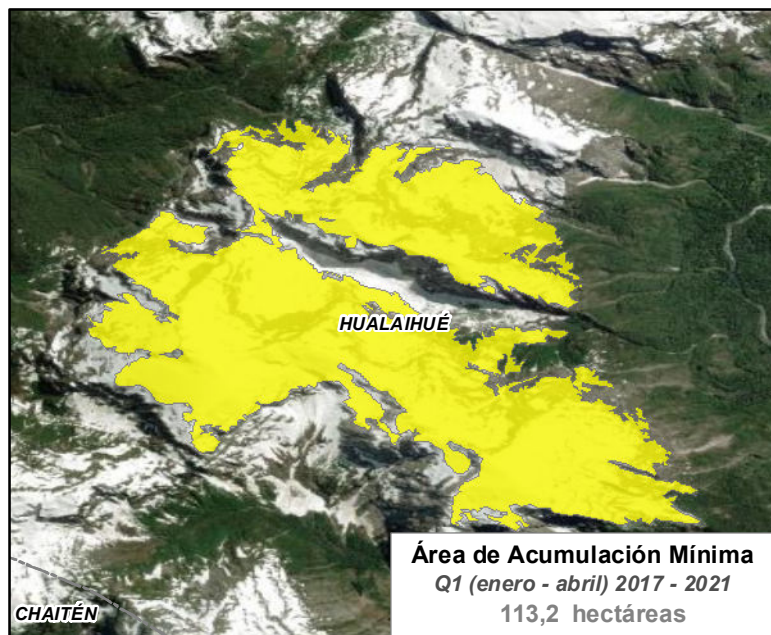 HUALAIHUÉ
Área de Acumulación Mínima
Q1 (enero - abril) 2017 - 2021
113,2 hectáreas
CHAITÉN